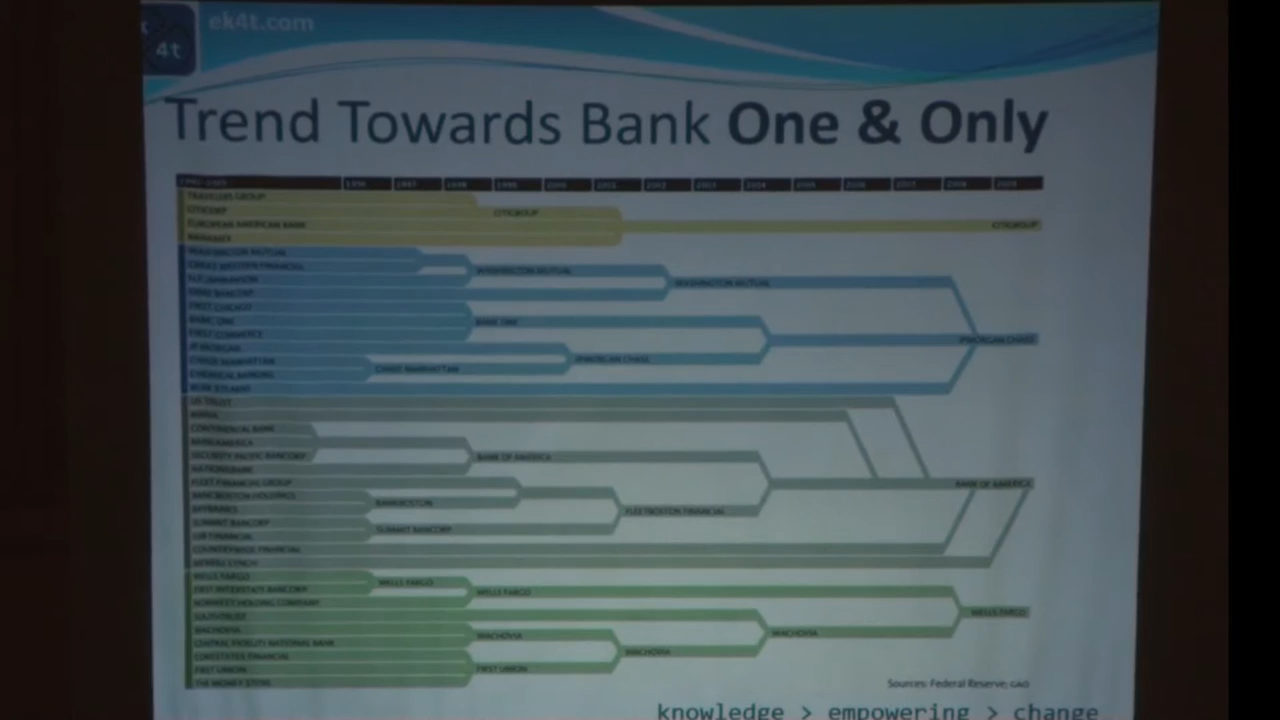 ek4t.com
4t
Trend Towards Bank One & Only
1990-1995 1996 1997 1998 1999 2000 2001 2002 2003 2004 2005 2006 2007 2008 2009
TRAVELERS GROUP
CITICORP
CITIGROUP
EUROPEAN AMERICAN BANK
CITIGROUP
BANAMEX
WASHINGTON MUTUAL
GREAT WESTERN FINANCIAL
WASHINGTON MUTUAL
H.F. AHMANSON
WASHINGTON MUTUAL
DIME BANCORP
FIRST CHICAGO
BANC ONE
BANK ONE
FIRST COMMERCE
JPMORGAN CHASE
JP MORGAN
CHASE MANHATTAN
JPMORGAN CHASE
CHASE MANHATTAN
CHEMICAL BANKING
BEAR STEARNS
US TRUST
MBNA
CONTINENTAL BANK
BANKAMERICA
SECURITY PACIFIC BANCORP
BANK OF AMERICA
NATIONSBANK
FLEET FINANCIAL GROUP
BANK OF AMERICA
BANCBOSTON HOLDINGS
BANKBOSTON
BAYBANKS
FLEETBOSTON FINANCIAL
SUMMIT BANCORP
SUMMIT BANCORP
UJB FINANCIAL
COUNTRYWIDE FINANCIAL
MERRILL LYNCH
WELLS FARGO
WELLS FARGO
FIRST INTERSTATE BANCORP
WELLS FARGO
NORWEST HOLDING COMPANY
SOUTHTRUST
WELLS FARGO
WACHOVIA
WACHOVIA
WACHOVIA
CENTRAL FIDELITY NATIONAL BANK
CORESTATES FINANCIAL
WACHOVIA
FIRST UNION
FIRST UNION
THE MONEY STORE
Sources: Federal Reserve; GAO
knowledge > empowering > change